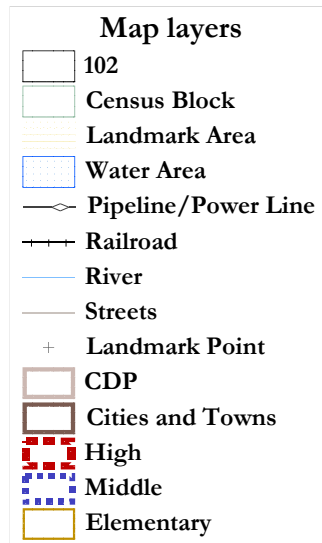 Map layers
102
Census Block
Landmark Area
Water Area
Pipeline/Power Line
Railroad
River
Streets
Landmark Point
CDP
Cities and Towns
High
Middle
Elementary